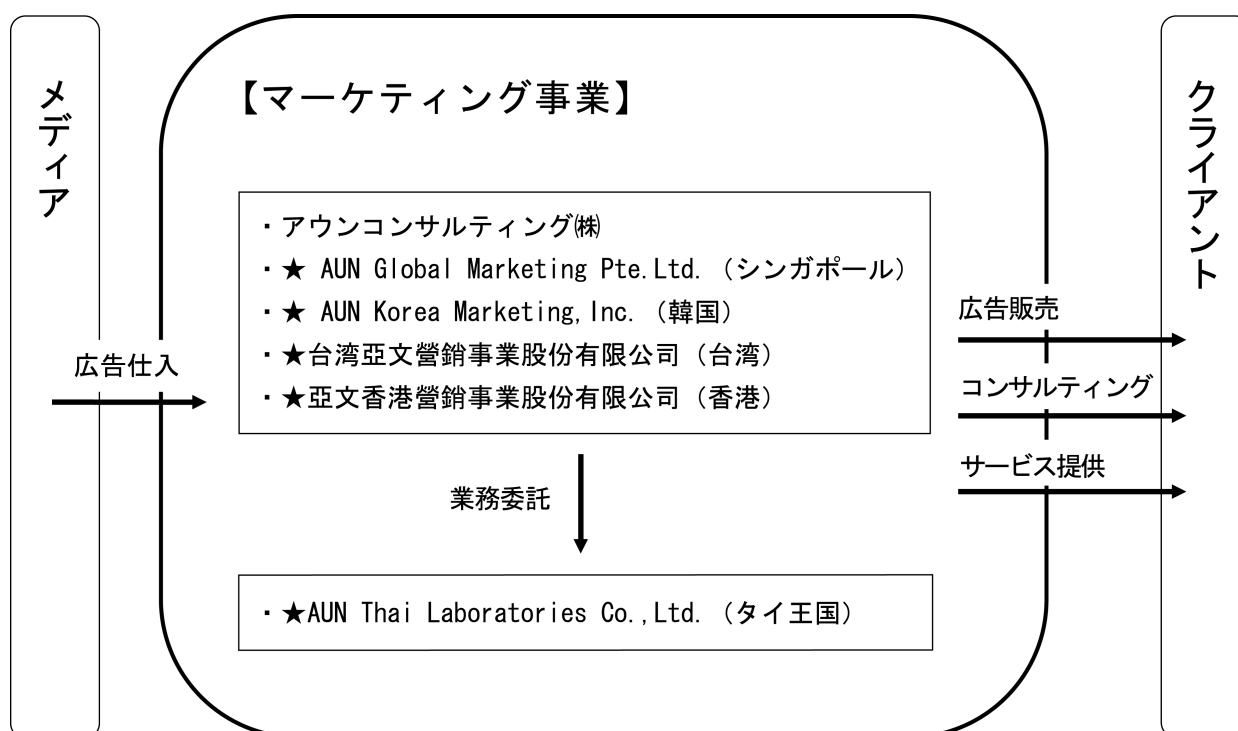 メディア
【マーケティング事業】
クライアント
・アウンコンサルティング㈱
・★ AUN Global Marketing Pte.Ltd.（シンガポール）
・★ AUN Korea Marketing,Inc.（韓国）
・★台湾亞文營銷事業股份有限公司（台湾）
・★亞文香港營銷事業股份有限公司（香港）
広告仕入
広告販売
コンサルティング
サービス提供
業務委託
・★AUN Thai Laboratories Co.,Ltd.（タイ王国）